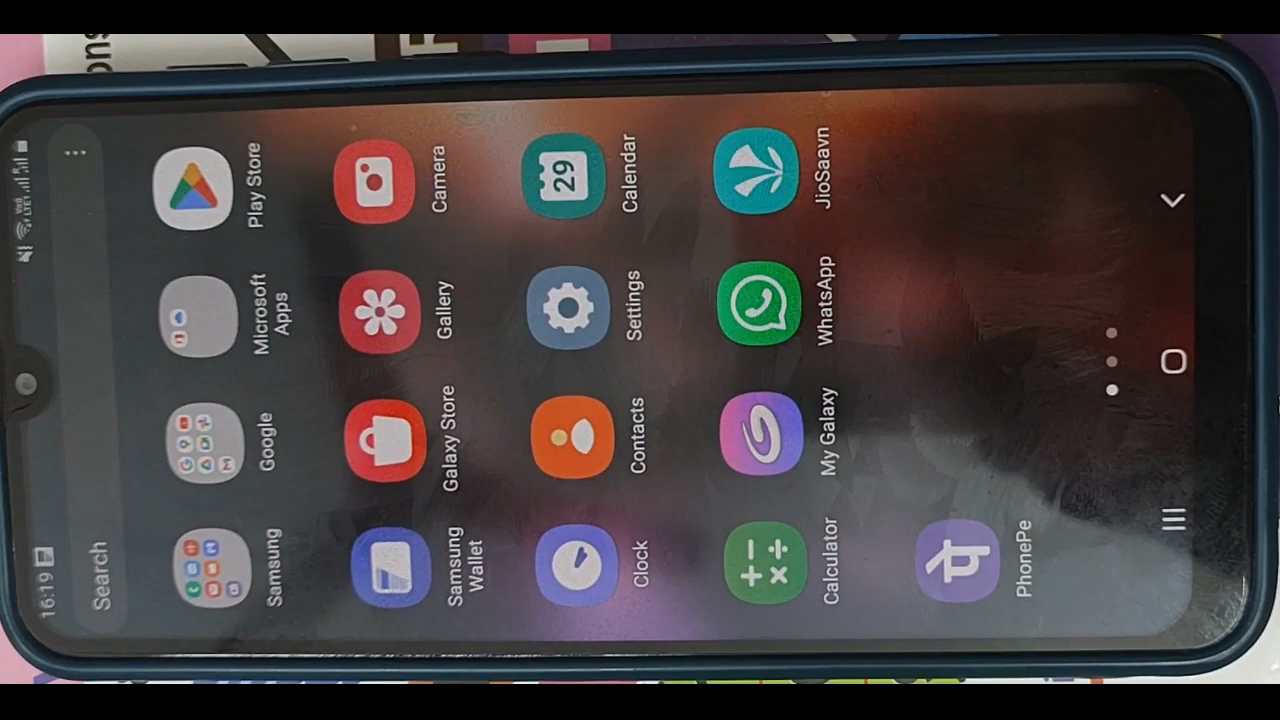 16:19
Search
Samsung
Google
Microsoft
Apps
Play Store
Samsung
Wallet
Galaxy Store
Gallery
Camera
Clock
Contacts
Settings
29
Calendar
Calculator
My Galaxy
WhatsApp
JioSaavn
पे
PhonePe
ons